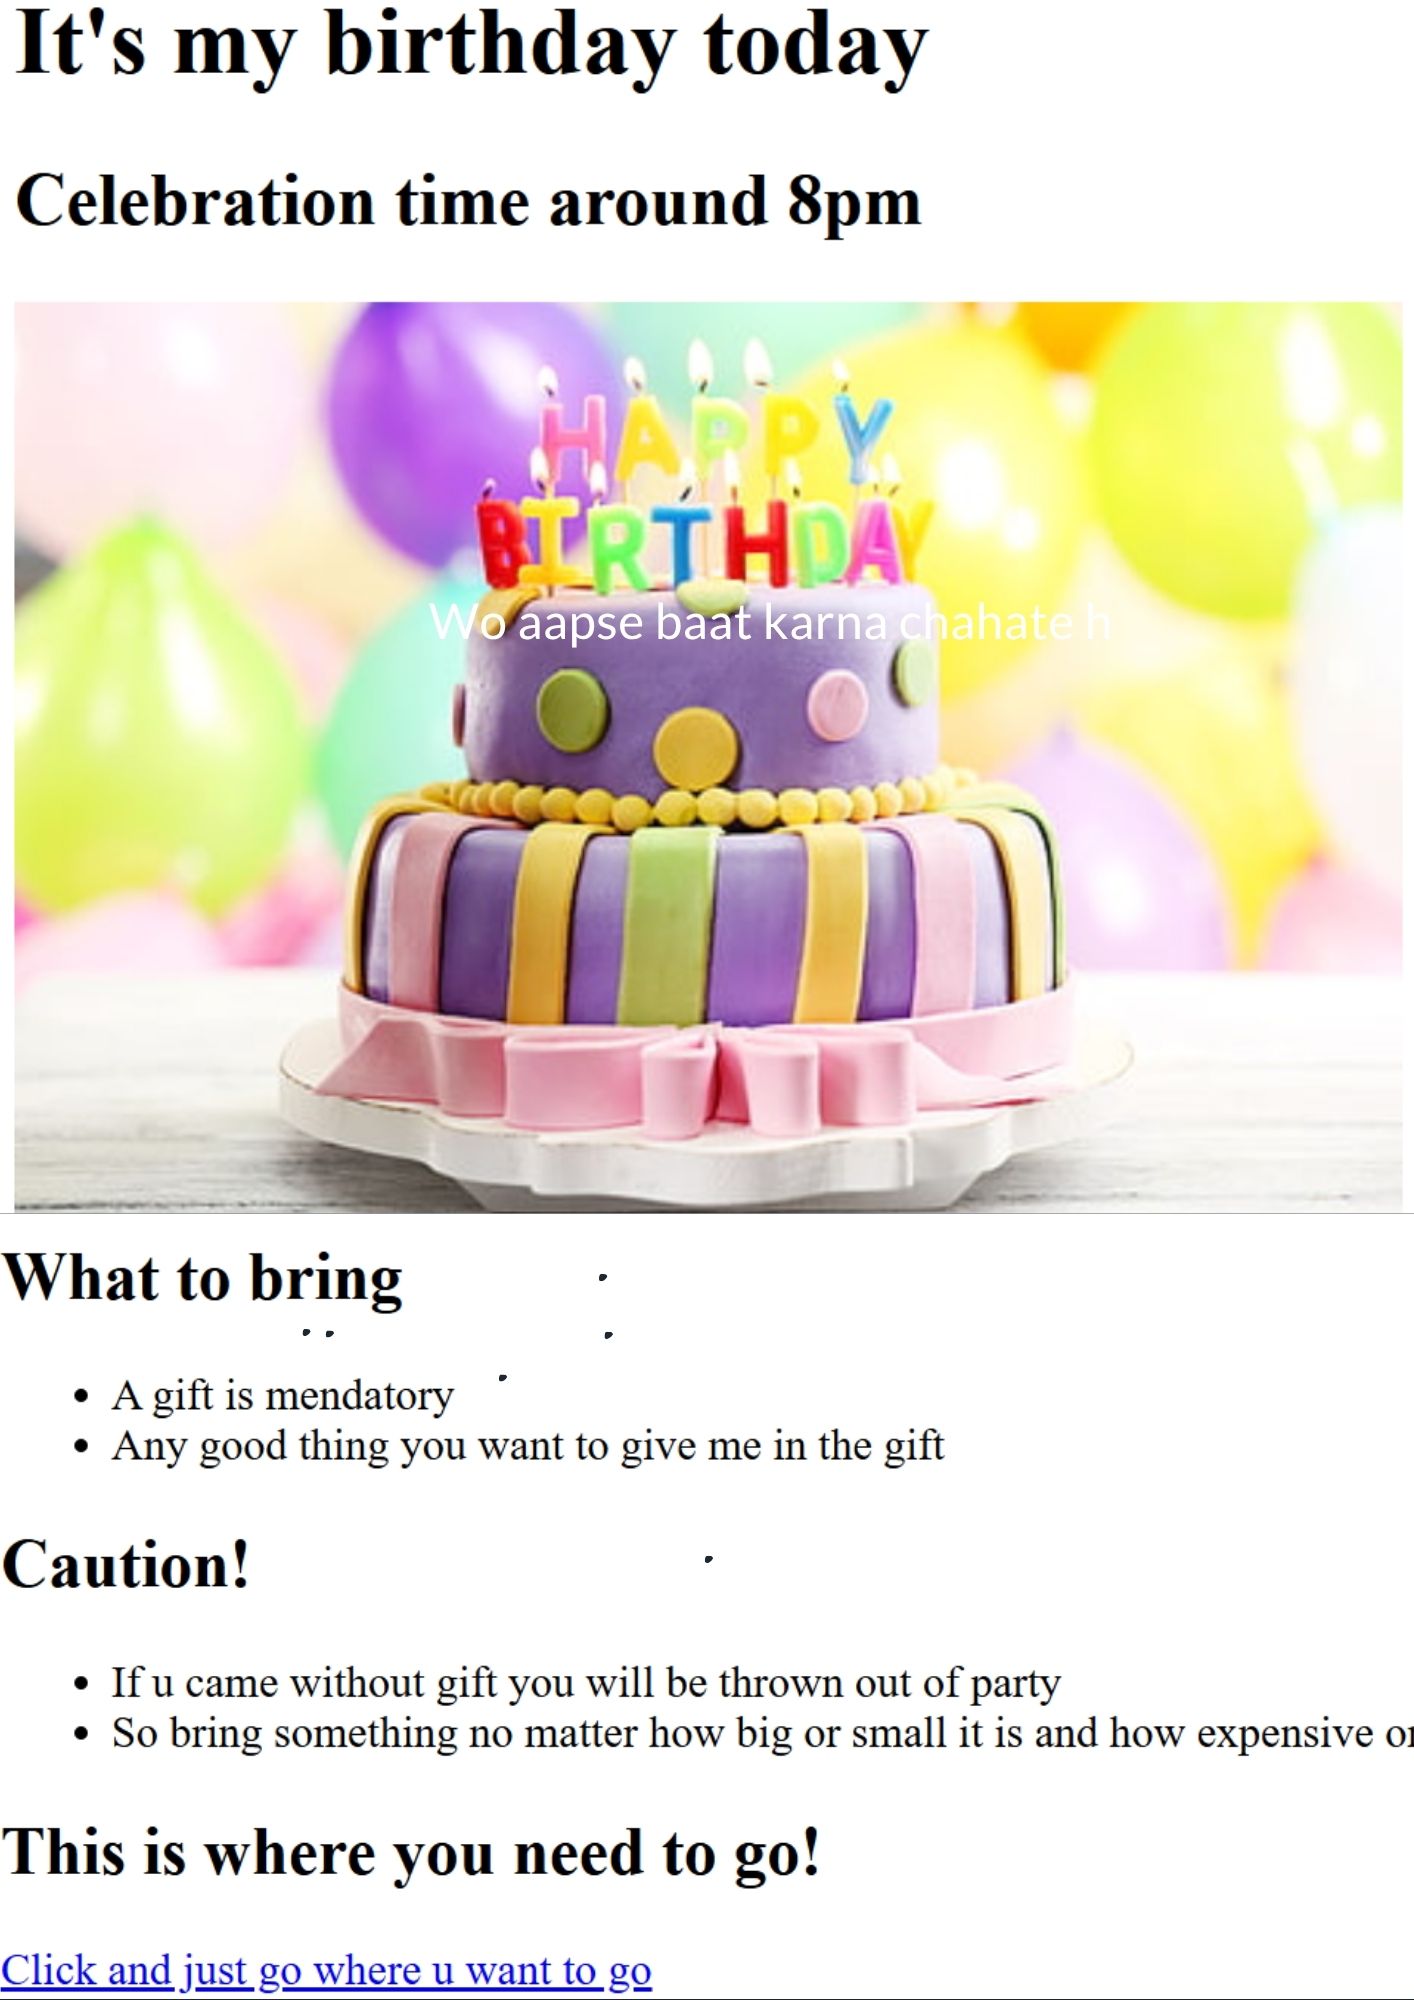 It's my birthday today
Celebration time around 8pm
HAPPY
BIRTHDAY
Wo aapse baat karna chahate h
What to bring
A gift is mendatory
Any good thing you want to give me in the gift
Caution!
If u came without gift you will be thrown out of party
So bring something no matter how big or small it is and how expensive or
This is where you need to go!
Click and just go where u want to go